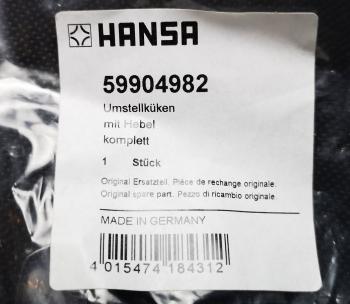 HANSA
59904982
Umstellküken
mit Hebel
komplett
1 Stück
Original Ersatzteil. Pièce de rechange originale.
Original spare part. Pezzo di ricambio originale.
MADE IN GERMANY
4 015474 184312